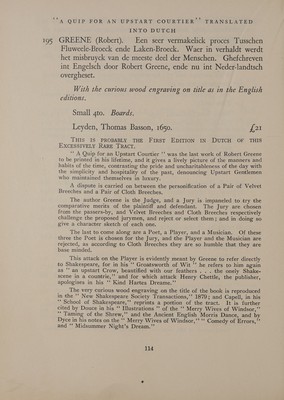 "A QUIP FOR AN UPSTART COURTIER" TRANSLATED
INTO DUTCH
195 GREENE (Robert). Een seer vermakelick proces Tusschen
Fluweele-Broeck ende Laken-Broeck. Waer in verhaldt werdt
het misbruyck van de meeste deel der Menschen. Ghefchreven
int Engelsch door Robert Greene, ende nu int Neder-landtsch
overgheset.
With the curious wood engraving on title as in the English
editions.
Small 4to. Boards.
Leyden, Thomas Basson, 1650. £21
THIS IS PROBABLY THE FIRST EDITION IN DUTCH OF THIS
EXCESSIVELY RARE TRACT.
"A Quip for an Upstart Courtier" was the last work of Robert Greene
to be printed in his lifetime, and it gives a lively picture of the manners and
habits of the time, contrasting the pride and uncharitableness of the day with
the simplicity and hospitality of the past, denouncing Upstart Gentlemen
who maintained themselves in luxury.
A dispute is carried on between the personification of a Pair of Velvet
Breeches and a Pair of Cloth Breeches.
The author Greene is the Judge, and a Jury is impanuled to try the
comparative merits of the plaintiff and defendant. The Jury are chosen
from the passers-by, and Velvet Breeches and Cloth Breeches respectively
challenge the proposed jurymen, and reject or select them; and in doing so
give a character sketch of each one.
The last to come along are a Poet, a Player, and a Musician. Of these
three the Poet is chosen for the Jury, and the Player and the Musician are
rejected, as according to Cloth Breeches they are so humble that they are
base minded.
This attack on the Player is evidently meant by Greene to refer directly
to Shakespeare, for in his "Groatsworth of Wit" he refers to him again
as "an upstart Crow, beautified with our feathers . . . the onely Shake-
scene in a countrie," and for which attack Henry Chettle, the publisher,
apologises in his "Kind Hartes Dreame."
The very curious wood engraving on the title of the book is reproduced
in the "New Shakespeare Society Transactions," 1879; and Capell, in his
"School of Shakespeare," reprints a portion of the tract. It is further
cited by Douce in his "Illustrations" of the "Merry Wives of Windsor,"
"Taming of the Shrew," and the Ancient English Morris Dance, and by
Dyce in his notes on the "Merry Wives of Windsor," "Comedy of Errors,"
and "Midsummer Night's Dream."
134